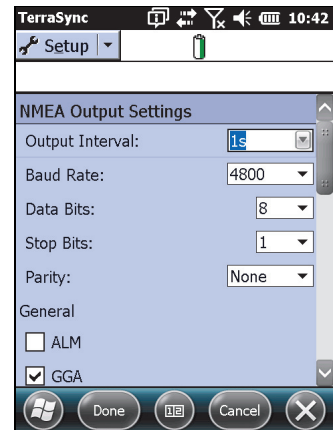 TerraSync 10:42
Setup
NMEA Output Settings
Output Interval: 1s
Baud Rate: 4800
Data Bits: 8
Stop Bits: 1
Parity: None
General
ALM
GGA
Done Cancel